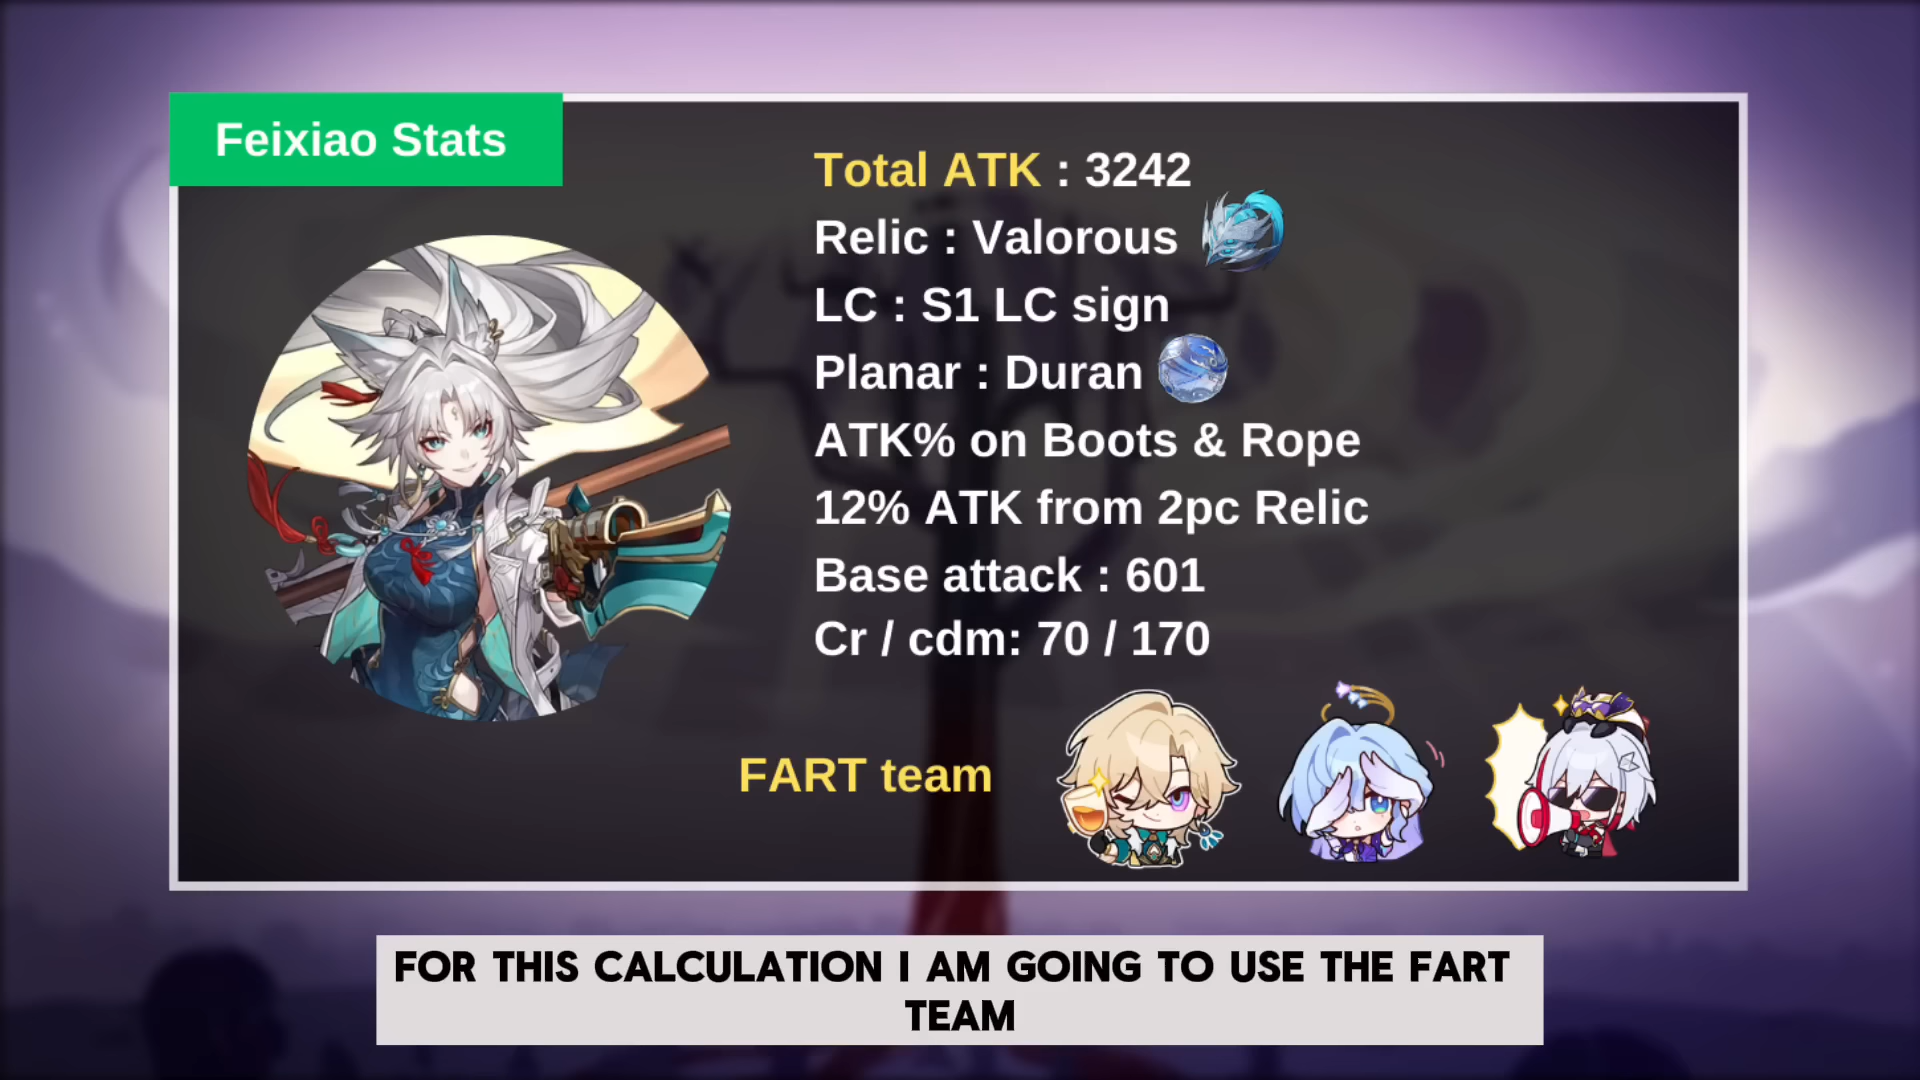 Feixiao Stats
Total ATK : 3242
Relic : Valorous
LC : S1 LC sign
Planar : Duran
ATK% on Boots & Rope
12% ATK from 2pc Relic
Base attack : 601
Cr / cdm: 70 / 170
FART team
FOR THIS CALCULATION I AM GOING TO USE THE FART
TEAM